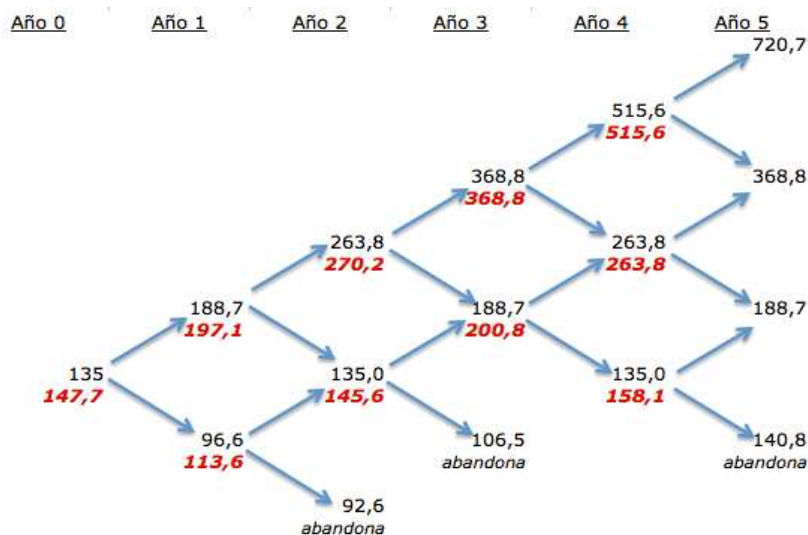 Año 0 Año 1 Año 2 Año 3 Año 4 Año 5
720,7
515,6
515,6
368,8 368,8
368,8
263,8 263,8
270,2 263,8
188,7 188,7 188,7
197,1 200,8
135 135,0 135,0
147,7 145,6 158,1
96,6 106,5 140,8
113,6 abandona abandona
92,6
abandona